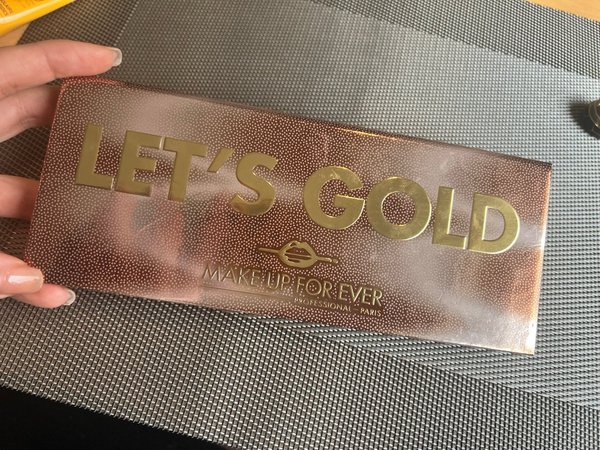 LET'S GOLD
MAKE UP FOR EVER
PROFESSIONAL – PARIS